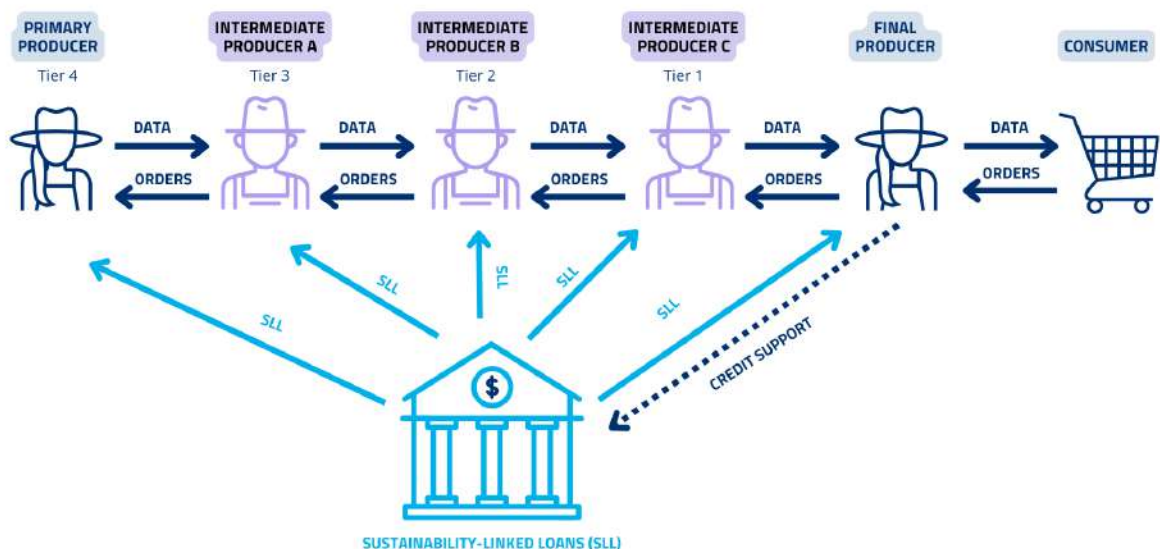 PRIMARY
PRODUCER
Tier 4
INTERMEDIATE
PRODUCER A
Tier 3
INTERMEDIATE
PRODUCER B
Tier 2
INTERMEDIATE
PRODUCER C
Tier 1
FINAL
PRODUCER
CONSUMER
DATA
ORDERS
DATA
ORDERS
DATA
ORDERS
DATA
ORDERS
DATA
ORDERS
SLL
SLL
SLL
SLL
SLL
CREDIT SUPPORT
$
SUSTAINABILITY-LINKED LOANS (SLL)